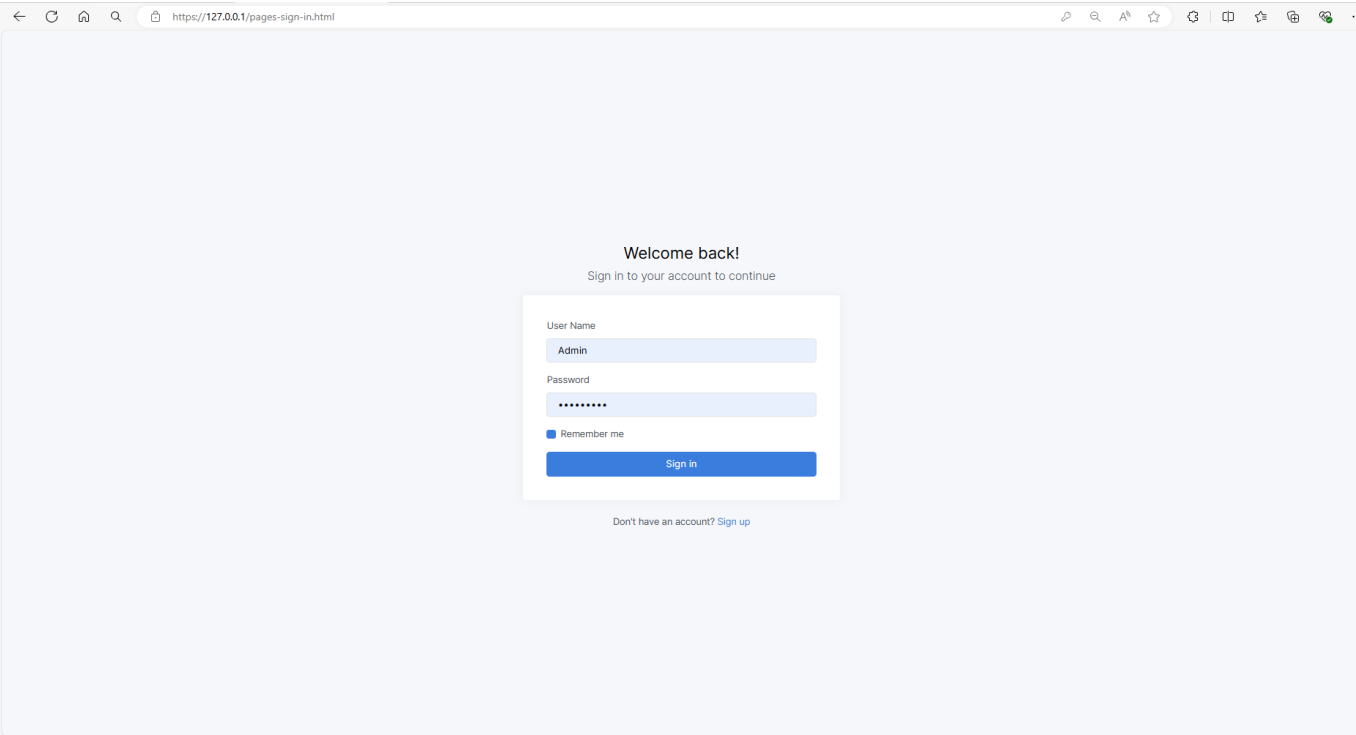 https://127.0.0.1/pages-sign-in.html
Welcome back!
Sign in to your account to continue
User Name
Admin
Password
•••••••••
Remember me
Sign in
Don't have an account? Sign up